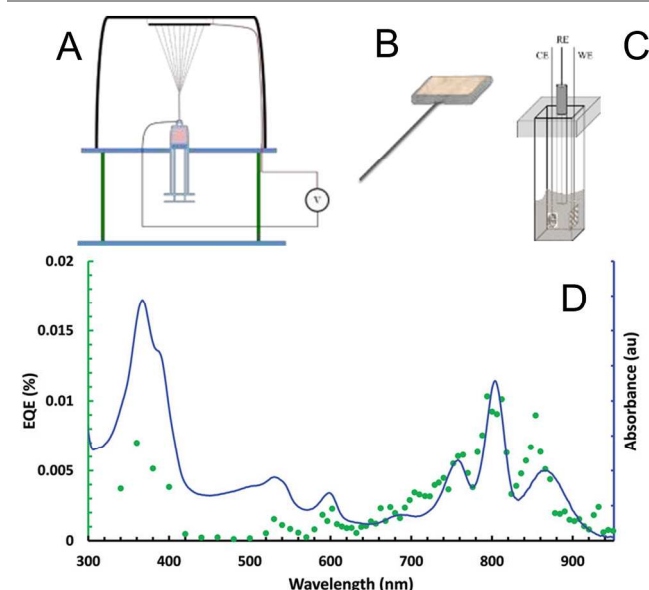 A
B
C
RE
CE
WE
V
D
0.02
0.015
0.01
0.005
0
EQE (%)
Absorbance (au)
300 400 500 600 700 800 900
Wavelength (nm)